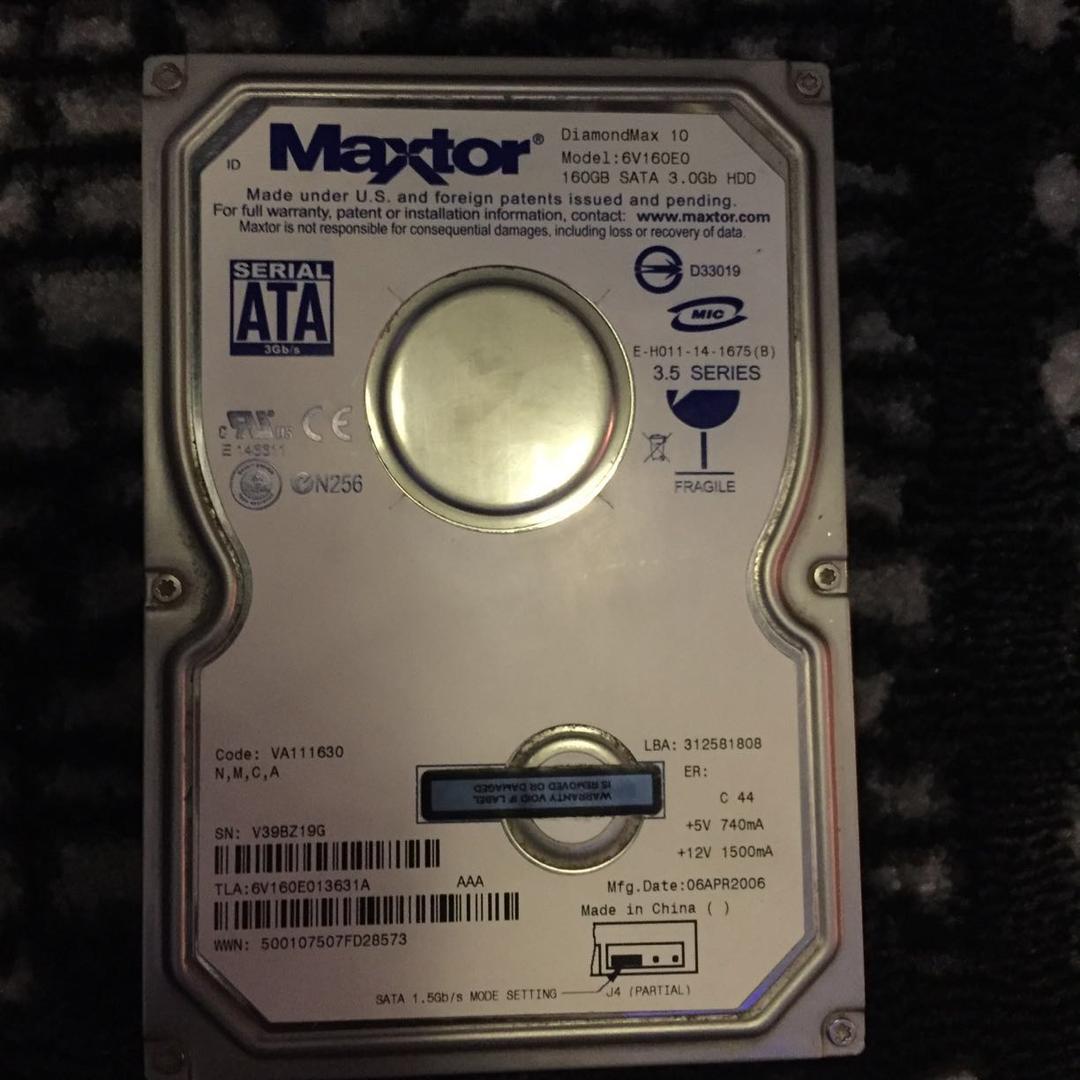 ID
Maxtor®
DiamondMax 10
Model:6V160E0
160GB SATA 3.0Gb HDD
Made under U.S. and foreign patents issued and pending.
For full warranty, patent or installation information, contact: www.maxtor.com
Maxtor is not responsible for consequential damages, including loss or recovery of data.
SERIAL
ATA
3Gb/s
D33019
MIC
E-H011-14-1675(B)
3.5 SERIES
c us CE
N256
FRAGILE
Code: VA111630
N,M,C,A
LBA: 312581808
ER:
C 44
+5V 740mA
+12V 1500mA
WARRANTY VOID IF LABEL
IS REMOVED OR DAMAGED
SN: V39BZ19G
TLA:6V160E013631A AAA
Mfg.Date:06APR2006
Made in China ( )
WWN: 500107507FD28573
SATA 1.5Gb/s MODE SETTING
J4 (PARTIAL)